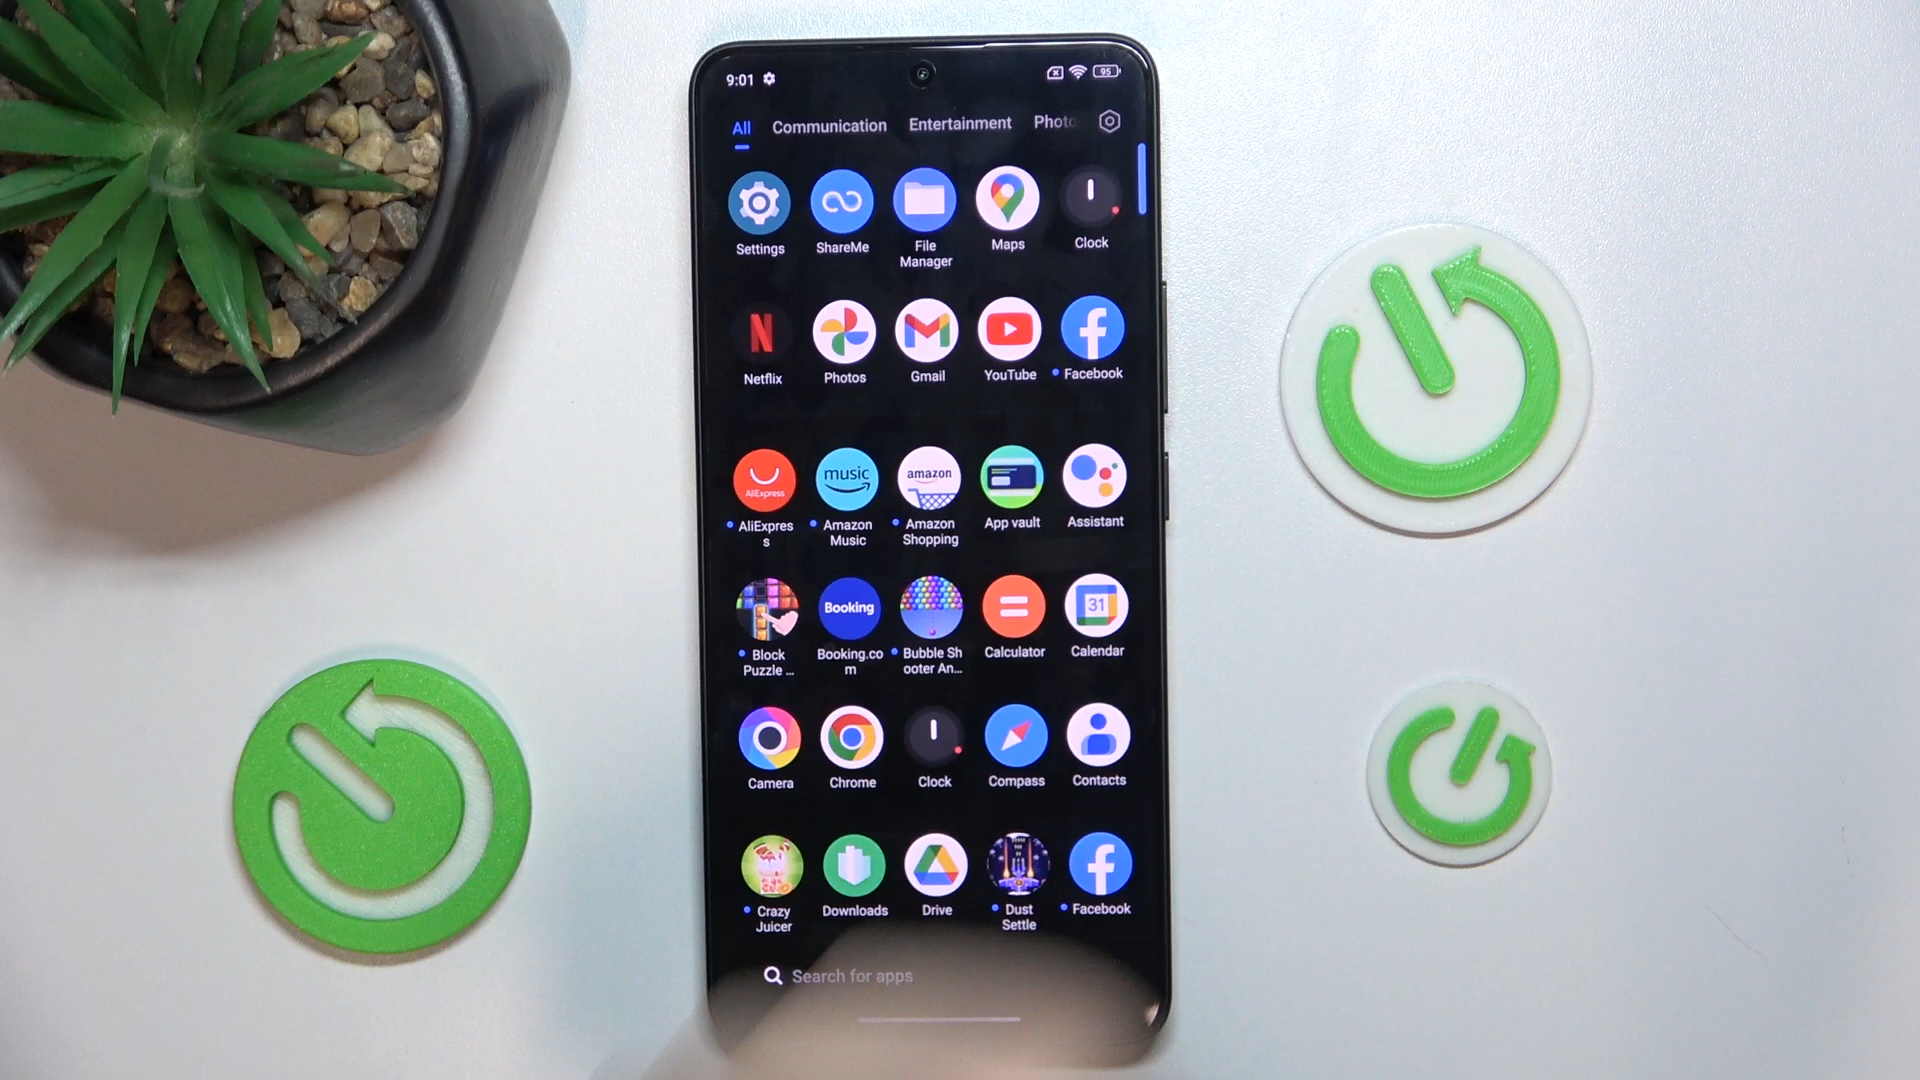 9:01
95
All Communication Entertainment Photo
Settings ShareMe File Manager Maps Clock
Netflix Photos Gmail YouTube Facebook
AliExpress
music
amazon
AliExpres
s
Amazon
Music
Amazon
Shopping
App vault
Assistant
Booking
31
Block
Puzzle ...
Booking.co
m
Bubble Sh
ooter An...
Calculator
Calendar
Camera Chrome Clock Compass Contacts
Crazy
Juicer
Downloads
Drive
Dust
Settle
Facebook
Search for apps